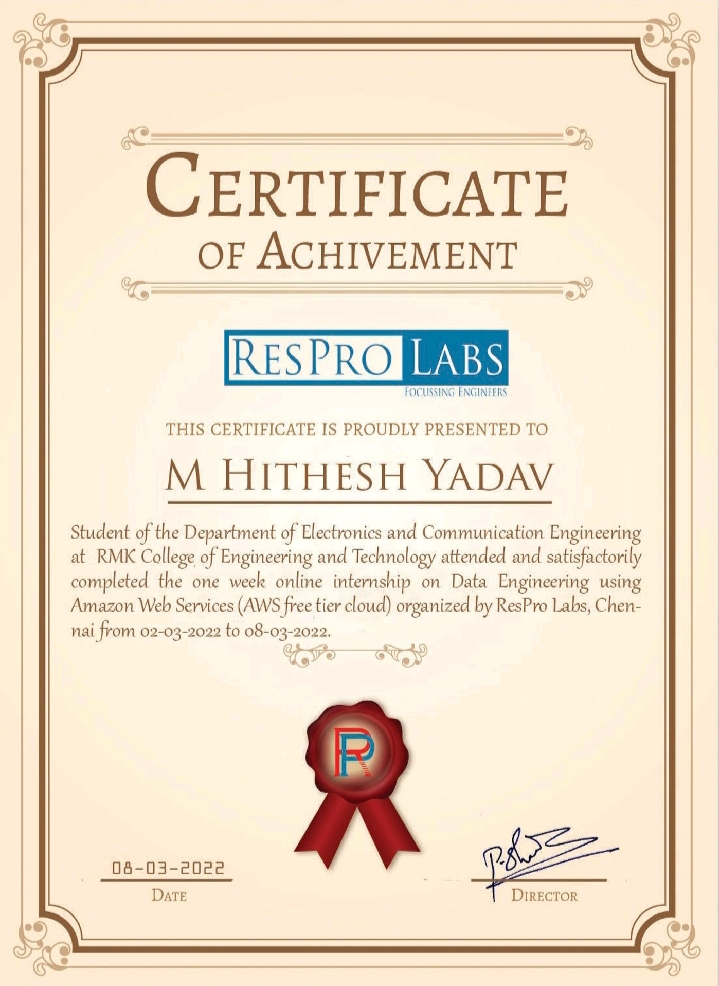 CERTIFICATE
OF ACHIVEMENT
RESPRO LABS
FOCUSSING ENGINEERS
THIS CERTIFICATE IS PROUDLY PRESENTED TO
M HITHESH YADAV
Student of the Department of Electronics and Communication Engineering
at RMK College of Engineering and Technology attended and satisfactorily
completed the one week online internship on Data Engineering using
Amazon Web Services (AWS free tier cloud) organized by ResPro Labs, Chen-
nai from 02-03-2022 to 08-03-2022.
08-03-2022
DATE
DIRECTOR